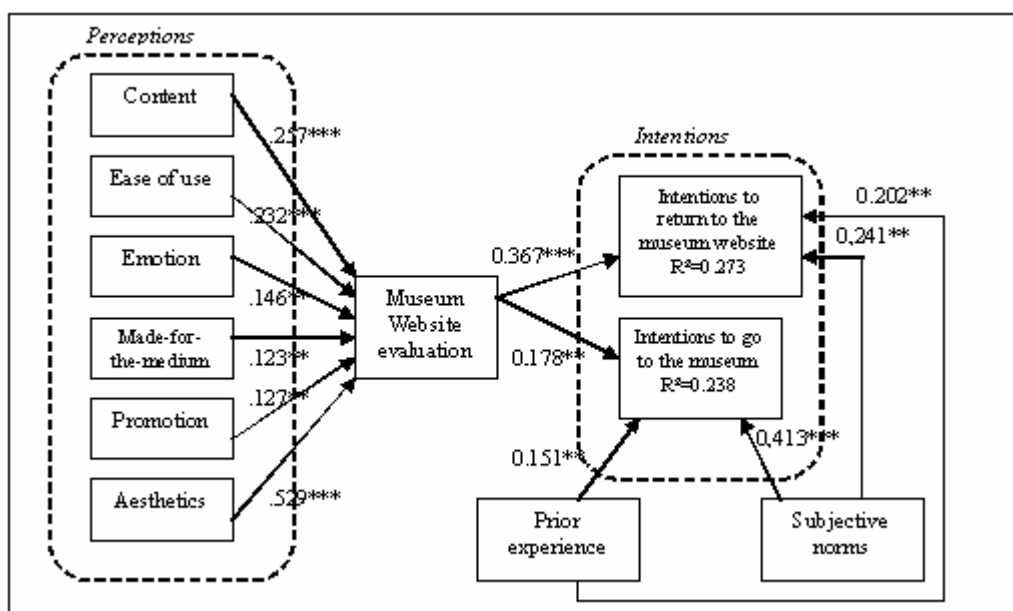 Perceptions
Content
.257***
Ease of use
.232***
Emotion
.146**
Made-for-
the-medium
.123**
Promotion
.127**
Aesthetics
.529***
Museum
Website
evaluation
Intentions
0.367***
Intentions to
return to the
museum website
R²=0.273
0.202**
0,241**
0.178**
Intentions to go
to the museum
R²=0.238
0.151**
0,413***
Prior
experience
Subjective
norms